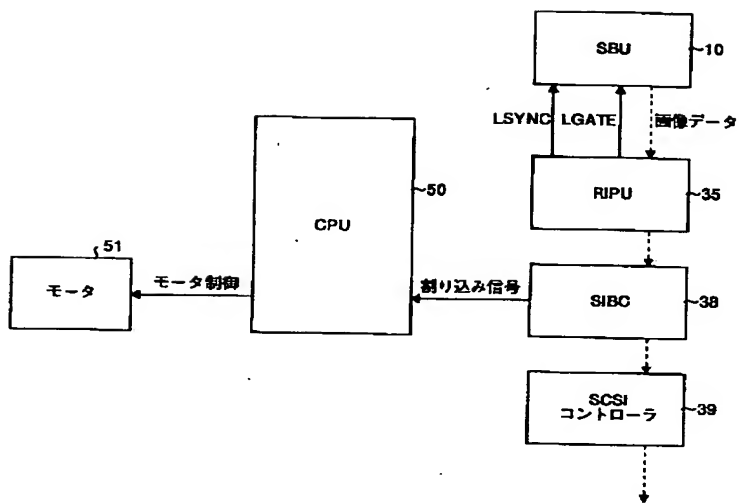 SBU
10
LSYNC LGATE 画像データ
50
CPU
RIPU
35
51
モータ
モータ制御
割り込み信号
SIBC
38
SCSI
コントローラ
39